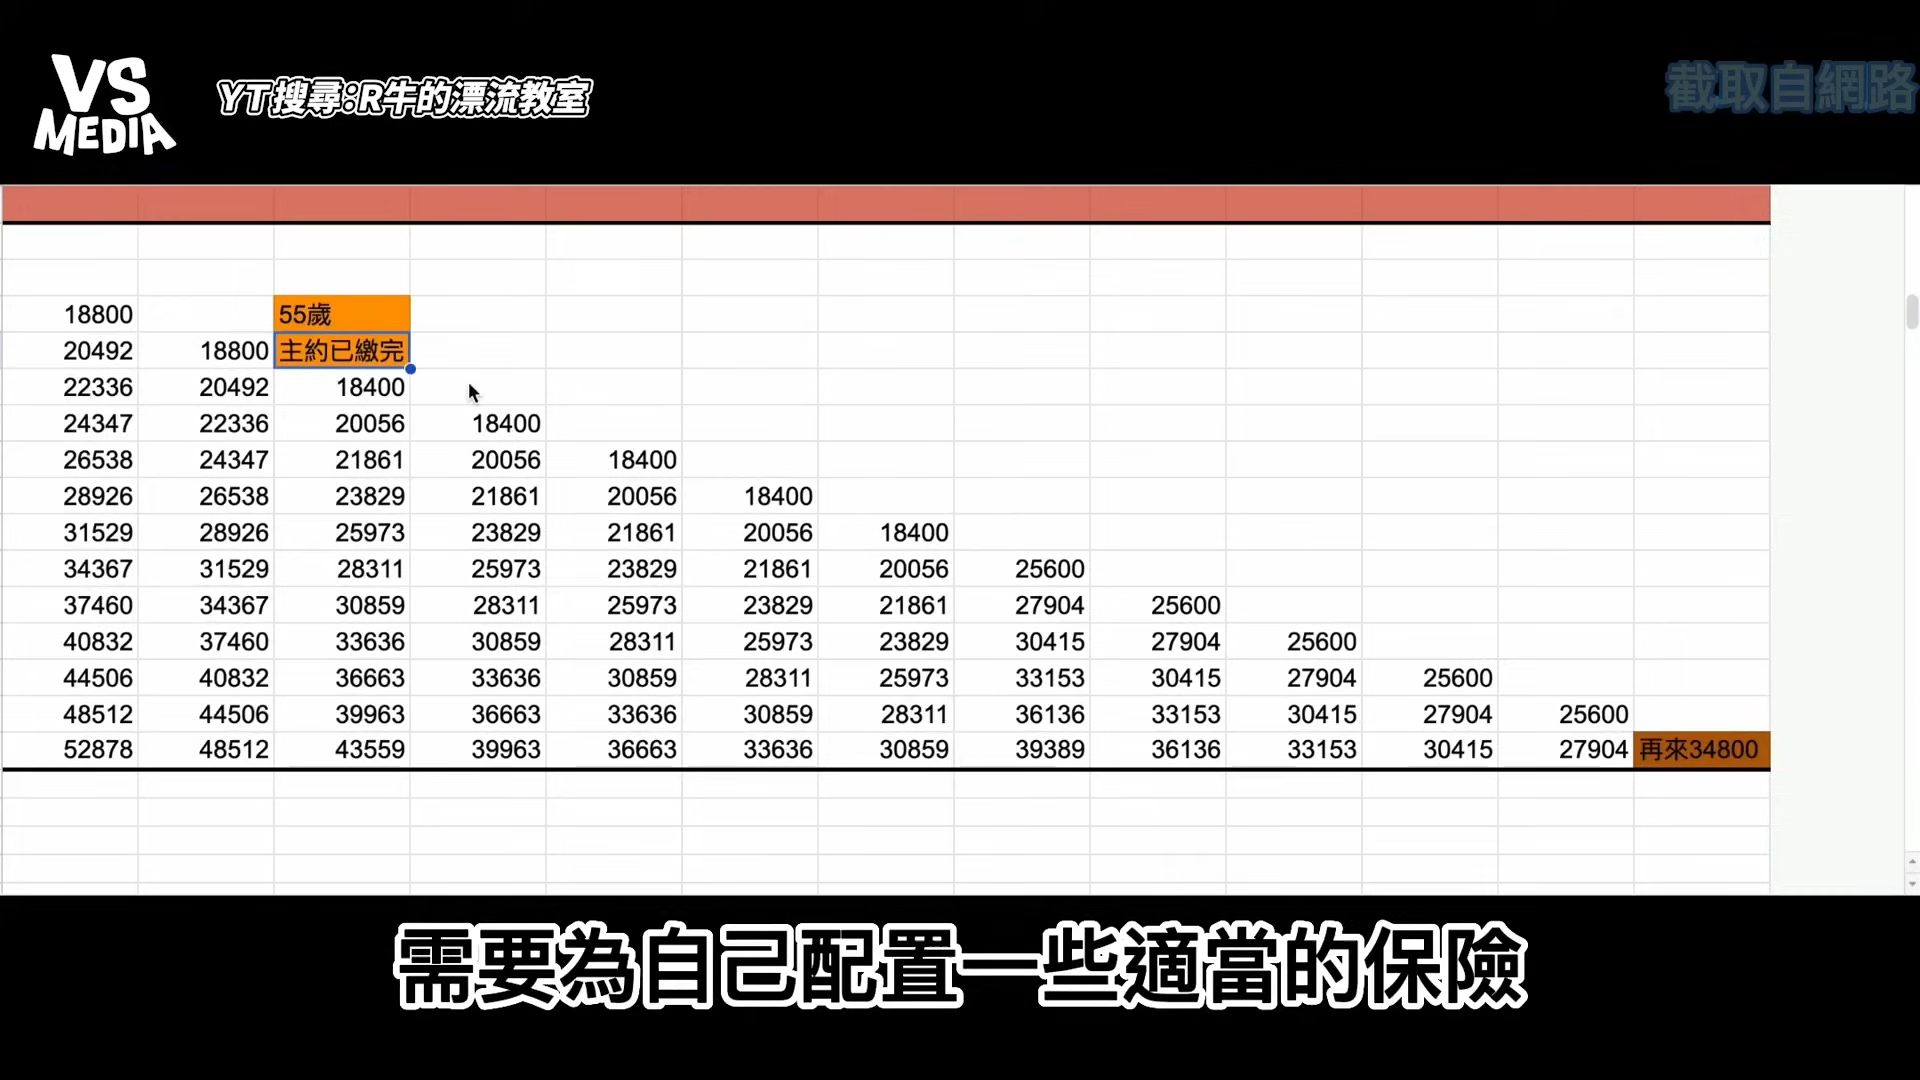 VS
MEDIA
YT搜尋:R牛的漂流教室
截取自網路
18800 55歲
20492 18800 主約已繳完
22336 20492 18400
24347 22336 20056 18400
26538 24347 21861 20056 18400
28926 26538 23829 21861 20056 18400
31529 28926 25973 23829 21861 20056 18400
34367 31529 28311 25973 23829 21861 20056 25600
37460 34367 30859 28311 25973 23829 21861 27904 25600
40832 37460 33636 30859 28311 25973 23829 30415 27904 25600
44506 40832 36663 33636 30859 28311 25973 33153 30415 27904 25600
48512 44506 39963 36663 33636 30859 28311 36136 33153 30415 27904 25600
52878 48512 43559 39963 36663 33636 30859 39389 36136 33153 30415 27904 再來34800
需要為自己配置一些適當的保險